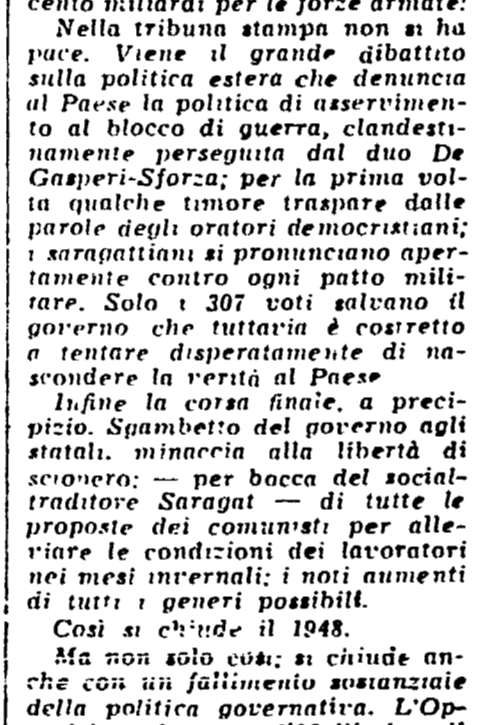 cento miliardi per le forze armate!
Nella tribuna stampa non si ha
pace. Viene il grande dibattito
sulla politica estera che denuncia
al Paese la politica di asservimen-
to al blocco di guerra, clandesti-
namente perseguita dal duo De
Gasperi-Sforza; per la prima vol-
ta qualche timore traspare dalle
parole degli oratori democristiani;
i saragattiani si pronunciano aper-
tamente contro ogni patto mili-
tare. Solo i 307 voti salvano il
governo che tuttavia è costretto
a tentare disperatamente di na-
scondere la verità al Paese
Infine la corsa finale, a preci-
pizio. Sgambetto del governo agli
statali, minaccia alla libertà di
sciopero; — per bocca del social-
traditore Saragat — di tutte le
proposte dei comunisti per alle-
viare le condizioni dei lavoratori
nei mesi invernali; i noti aumenti
di tutti i generi possibili.
Così si chiude il 1948.
Ma non solo così; si chiude an-
che con un fallimento sostanziale
della politica governativa. L'Op-